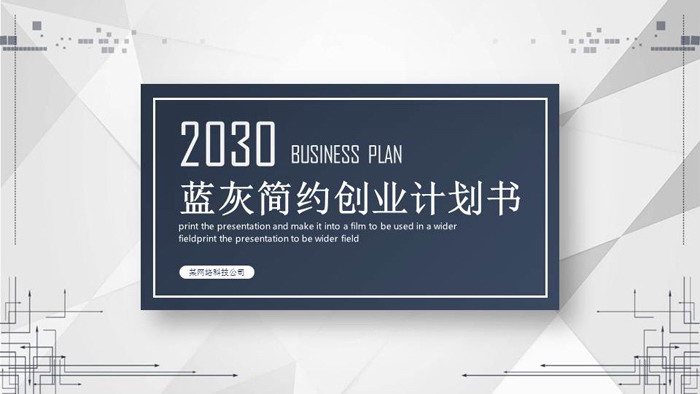 2030 BUSINESS PLAN
蓝灰简约创业计划书
print the presentation and make it into a film to be used in a wider
fieldprint the presentation to be wider field
某网络科技公司